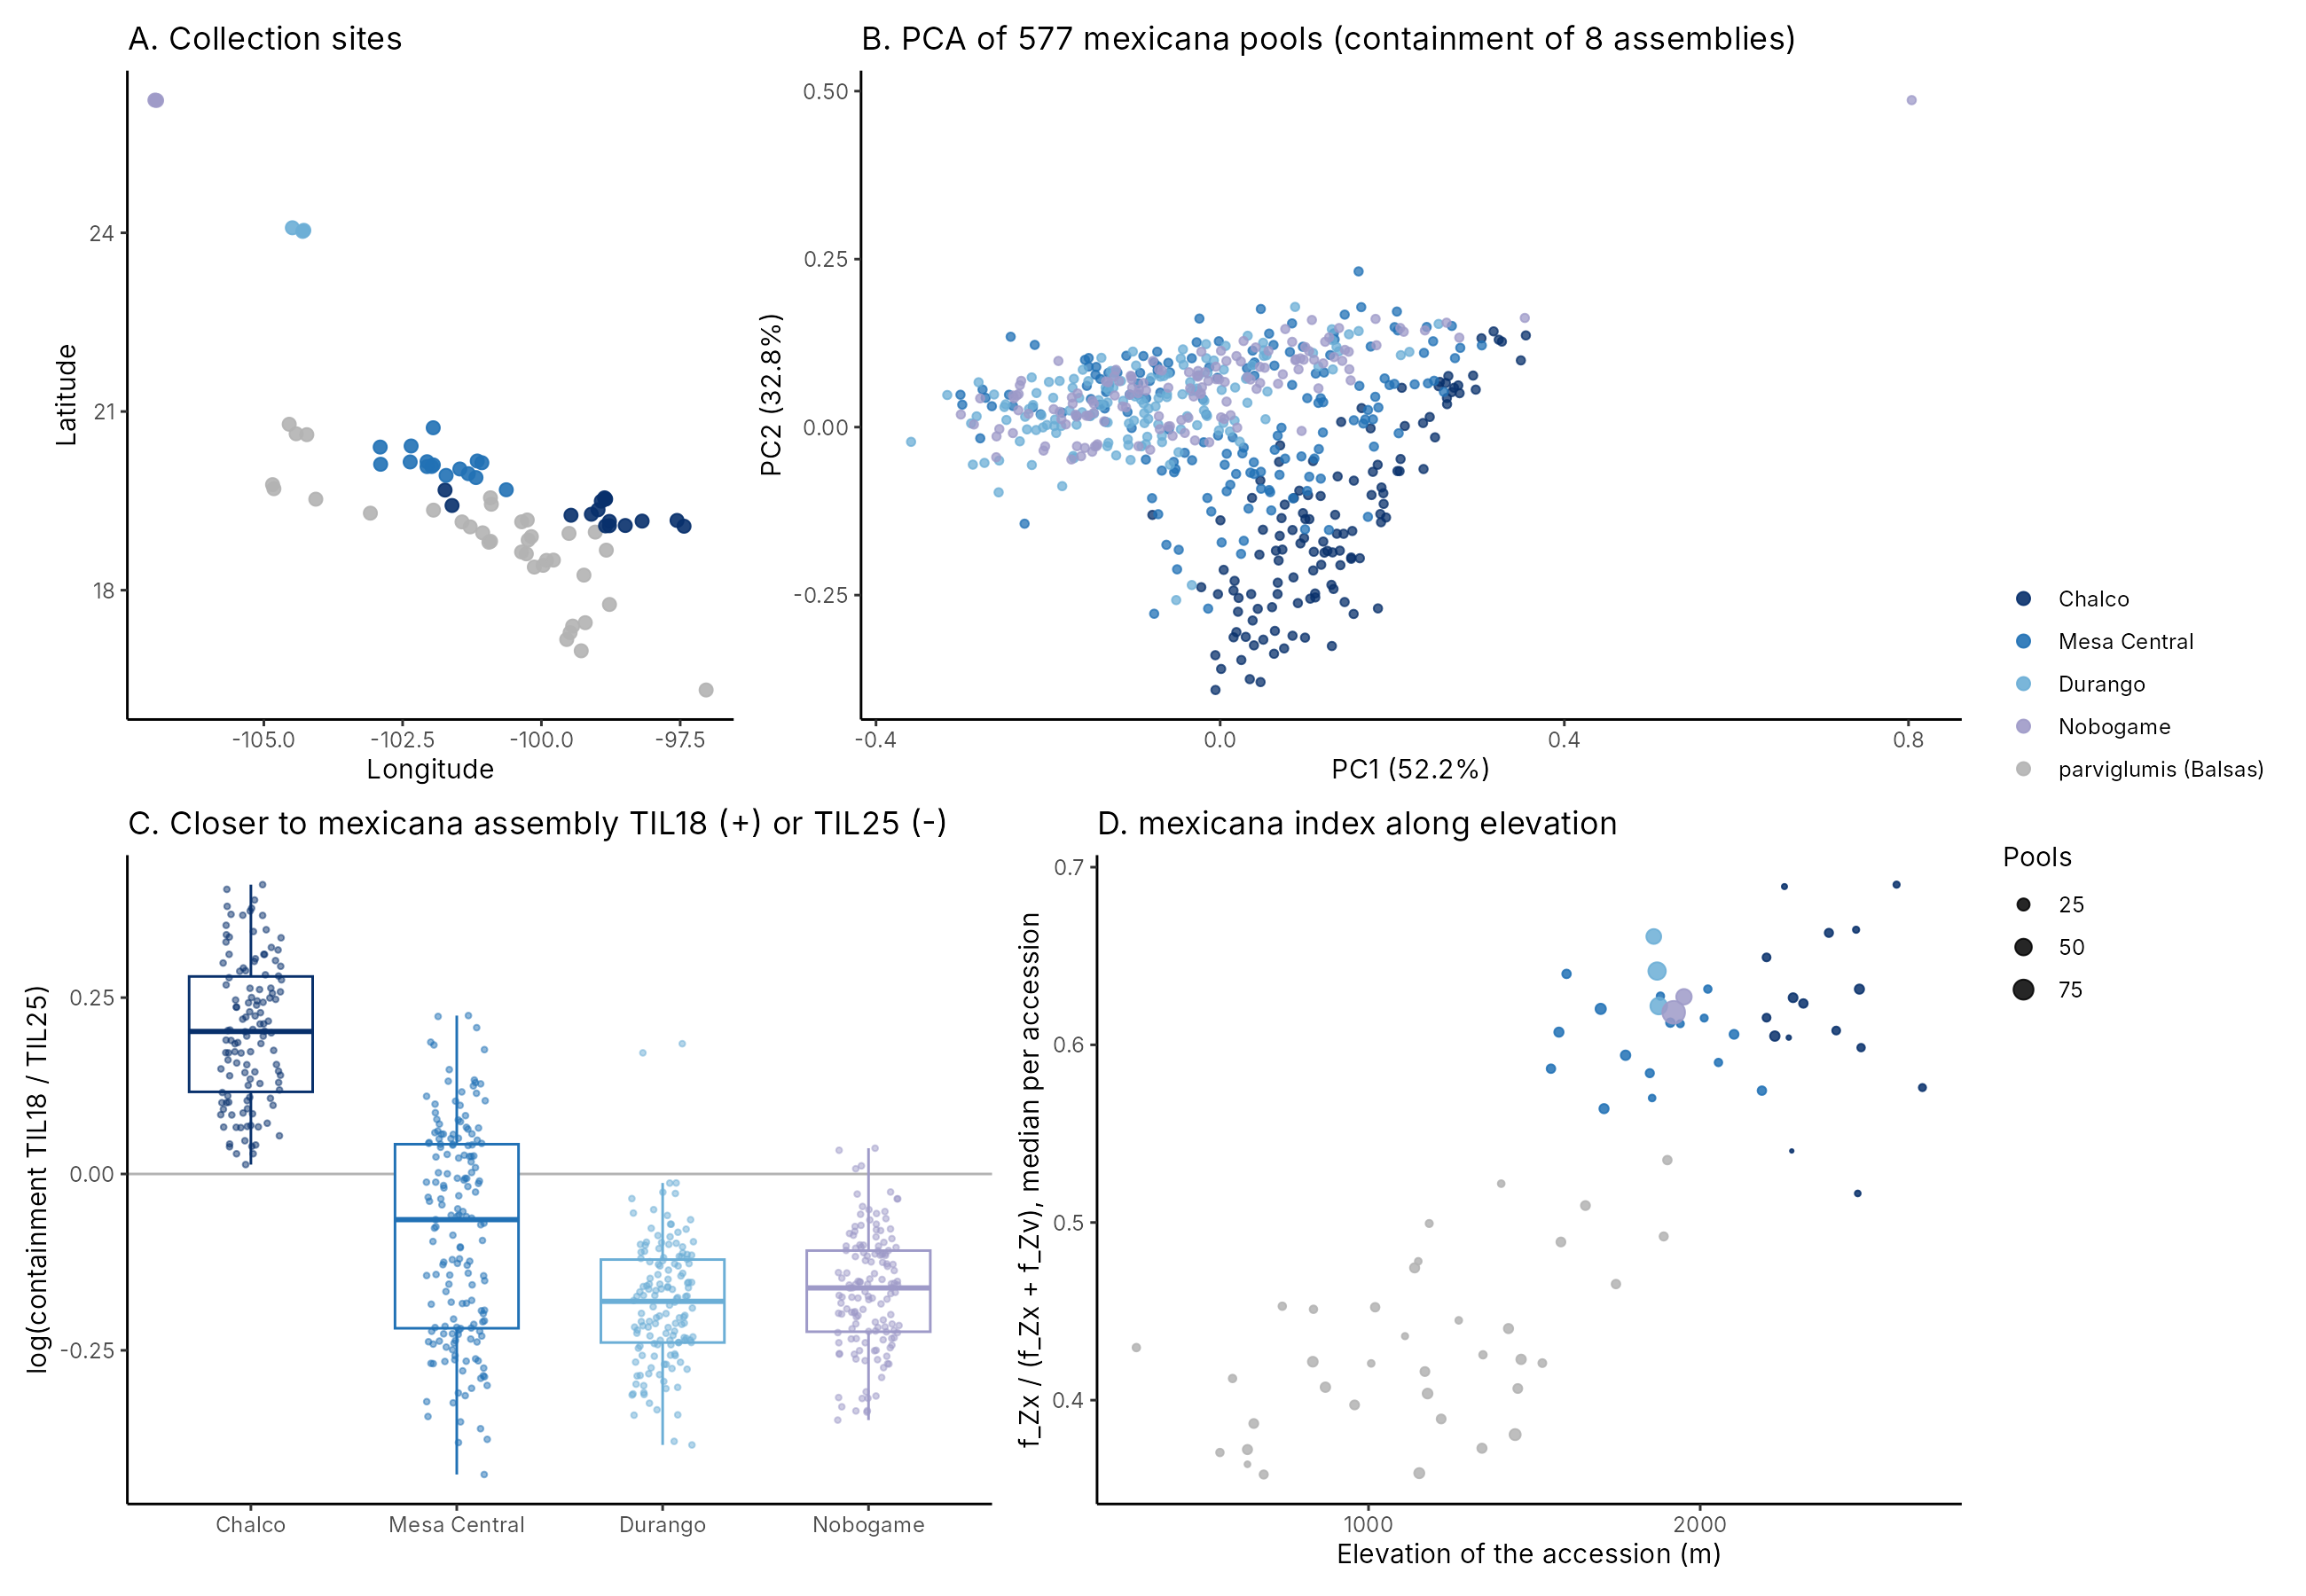 A. Collection sites
Latitude
24
21
18
-105.0
-102.5
-100.0
-97.5
Longitude
B. PCA of 577 mexicana pools (containment of 8 assemblies)
PC2 (32.8%)
0.50
0.25
0.00
-0.25
-0.4
0.0
0.4
0.8
PC1 (52.2%)
Chalco
Mesa Central
Durango
Nobogame
parviglumis (Balsas)
C. Closer to mexicana assembly TIL18 (+) or TIL25 (-)
log(containment TIL18 / TIL25)
0.25
0.00
-0.25
Chalco
Mesa Central
Durango
Nobogame
D. mexicana index along elevation
f_Zx / (f_Zx + f_Zv), median per accession
0.7
0.6
0.5
0.4
1000
2000
Elevation of the accession (m)
Pools
25
50
75